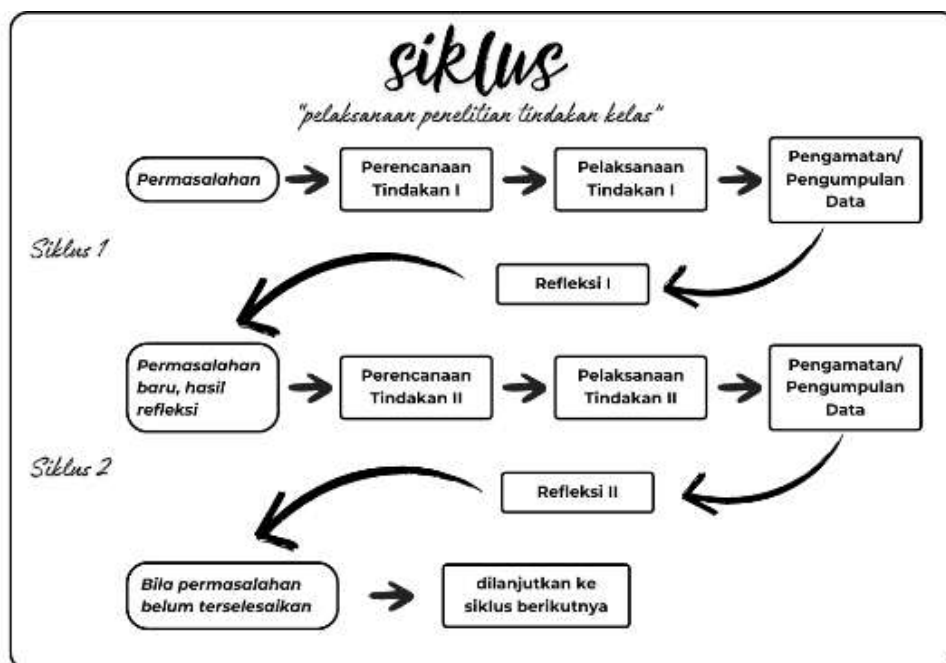 siklus
"pelaksanaan penelitian tindakan kelas"
Permasalahan
Perencanaan
Tindakan I
Pelaksanaan
Tindakan I
Pengamatan/
Pengumpulan
Data
Siklus 1
Refleksi I
Permasalahan
baru, hasil
refleksi
Perencanaan
Tindakan II
Pelaksanaan
Tindakan II
Pengamatan/
Pengumpulan
Data
Siklus 2
Refleksi II
Bila permasalahan
belum terselesaikan
dilanjutkan ke
siklus berikutnya